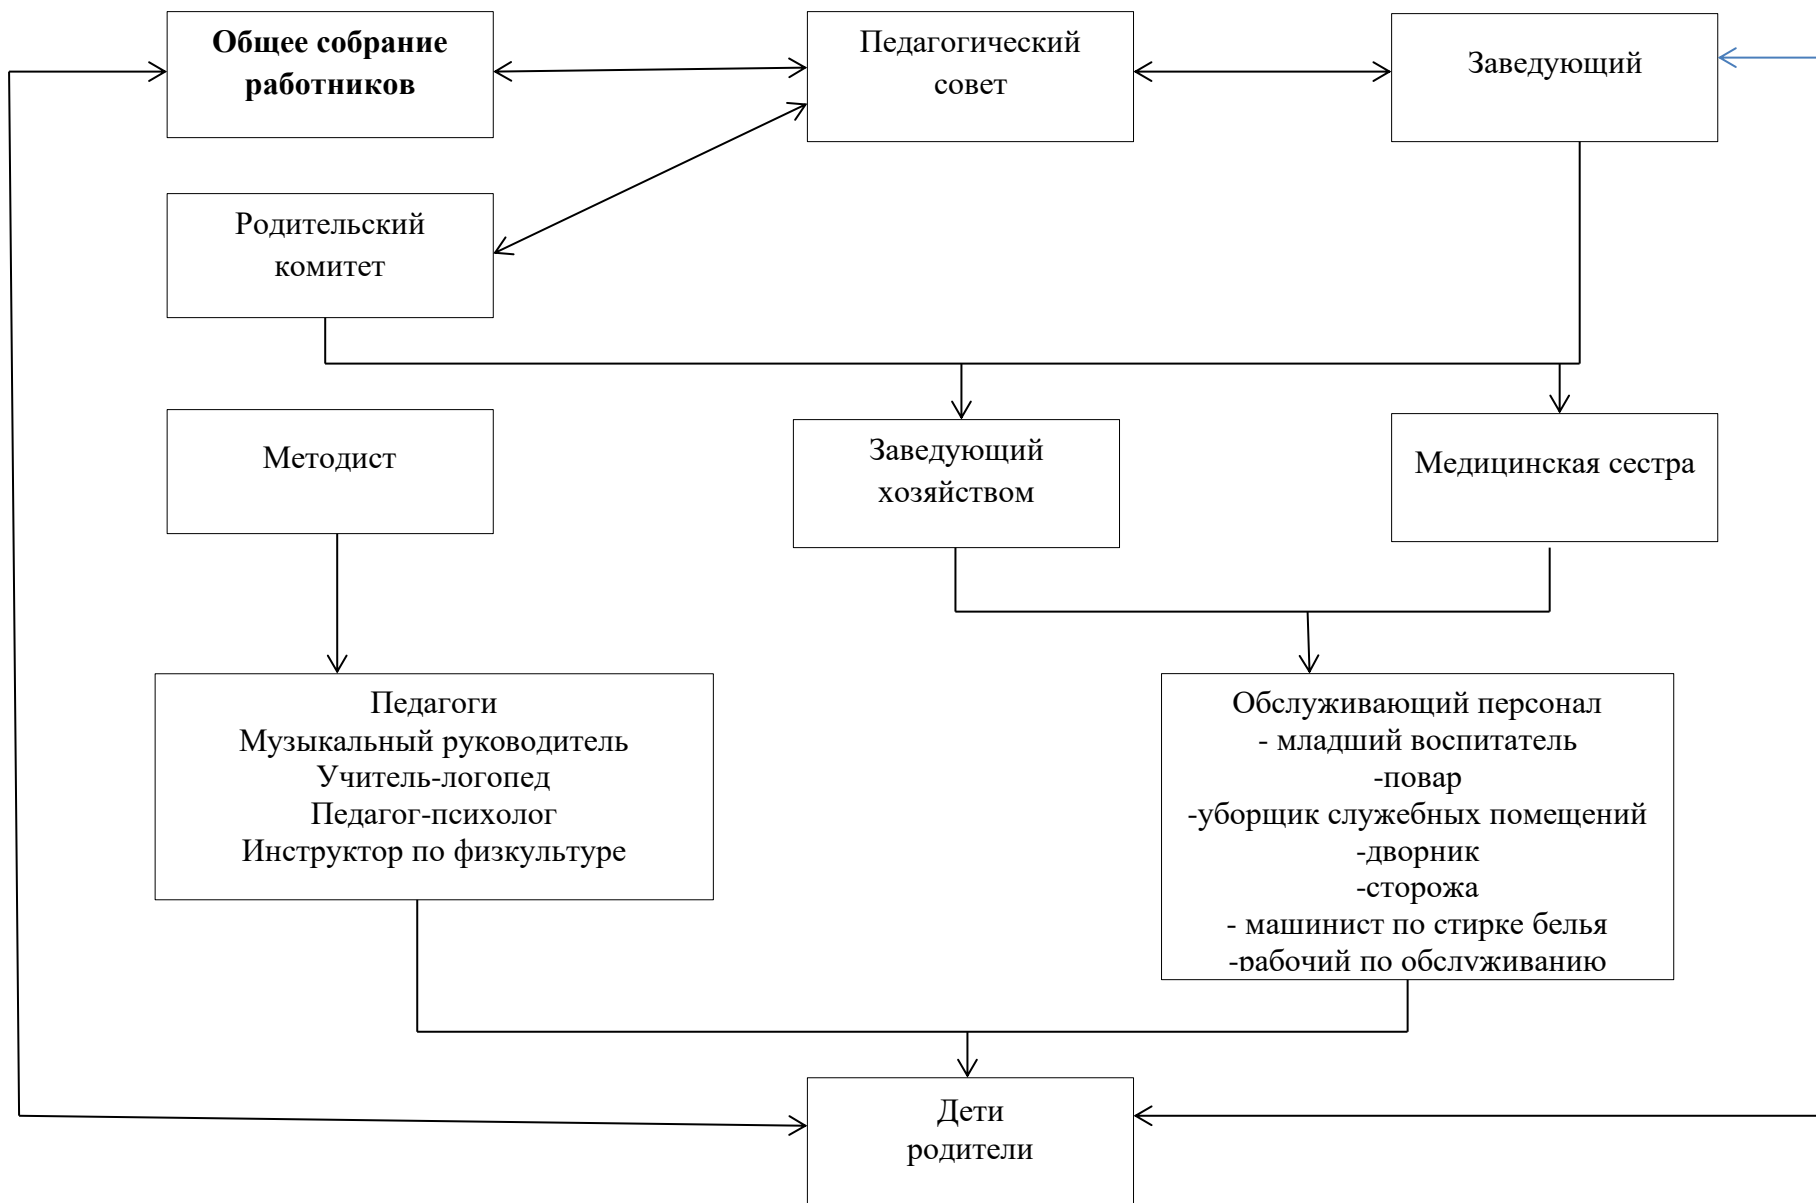 Общее собрание
работников
Педагогический
совет
Заведующий
Родительский
комитет
Методист
Заведующий
хозяйством
Медицинская сестра
Педагоги
Музыкальный руководитель
Учитель-логопед
Педагог-психолог
Инструктор по физкультуре
Обслуживающий персонал
- младший воспитатель
-повар
-уборщик служебных помещений
-дворник
-сторожа
- машинист по стирке белья
-рабочий по обслуживанию
Дети
родители